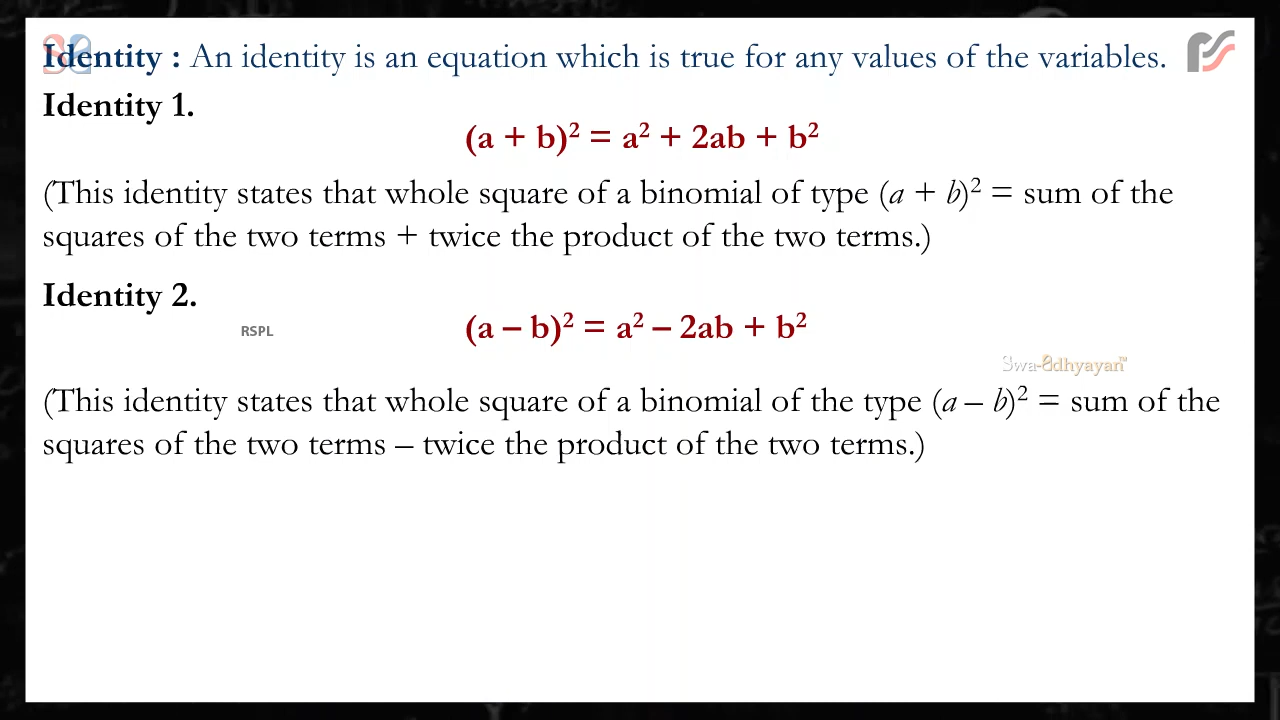 Identity : An identity is an equation which is true for any values of the variables.
Identity 1.
(a + b)² = a² + 2ab + b²
(This identity states that whole square of a binomial of type (a + b)² = sum of the
squares of the two terms + twice the product of the two terms.)
Identity 2.
RSPL
(a – b)² = a² – 2ab + b²
Swa-adhyayan™
(This identity states that whole square of a binomial of the type (a – b)² = sum of the
squares of the two terms – twice the product of the two terms.)